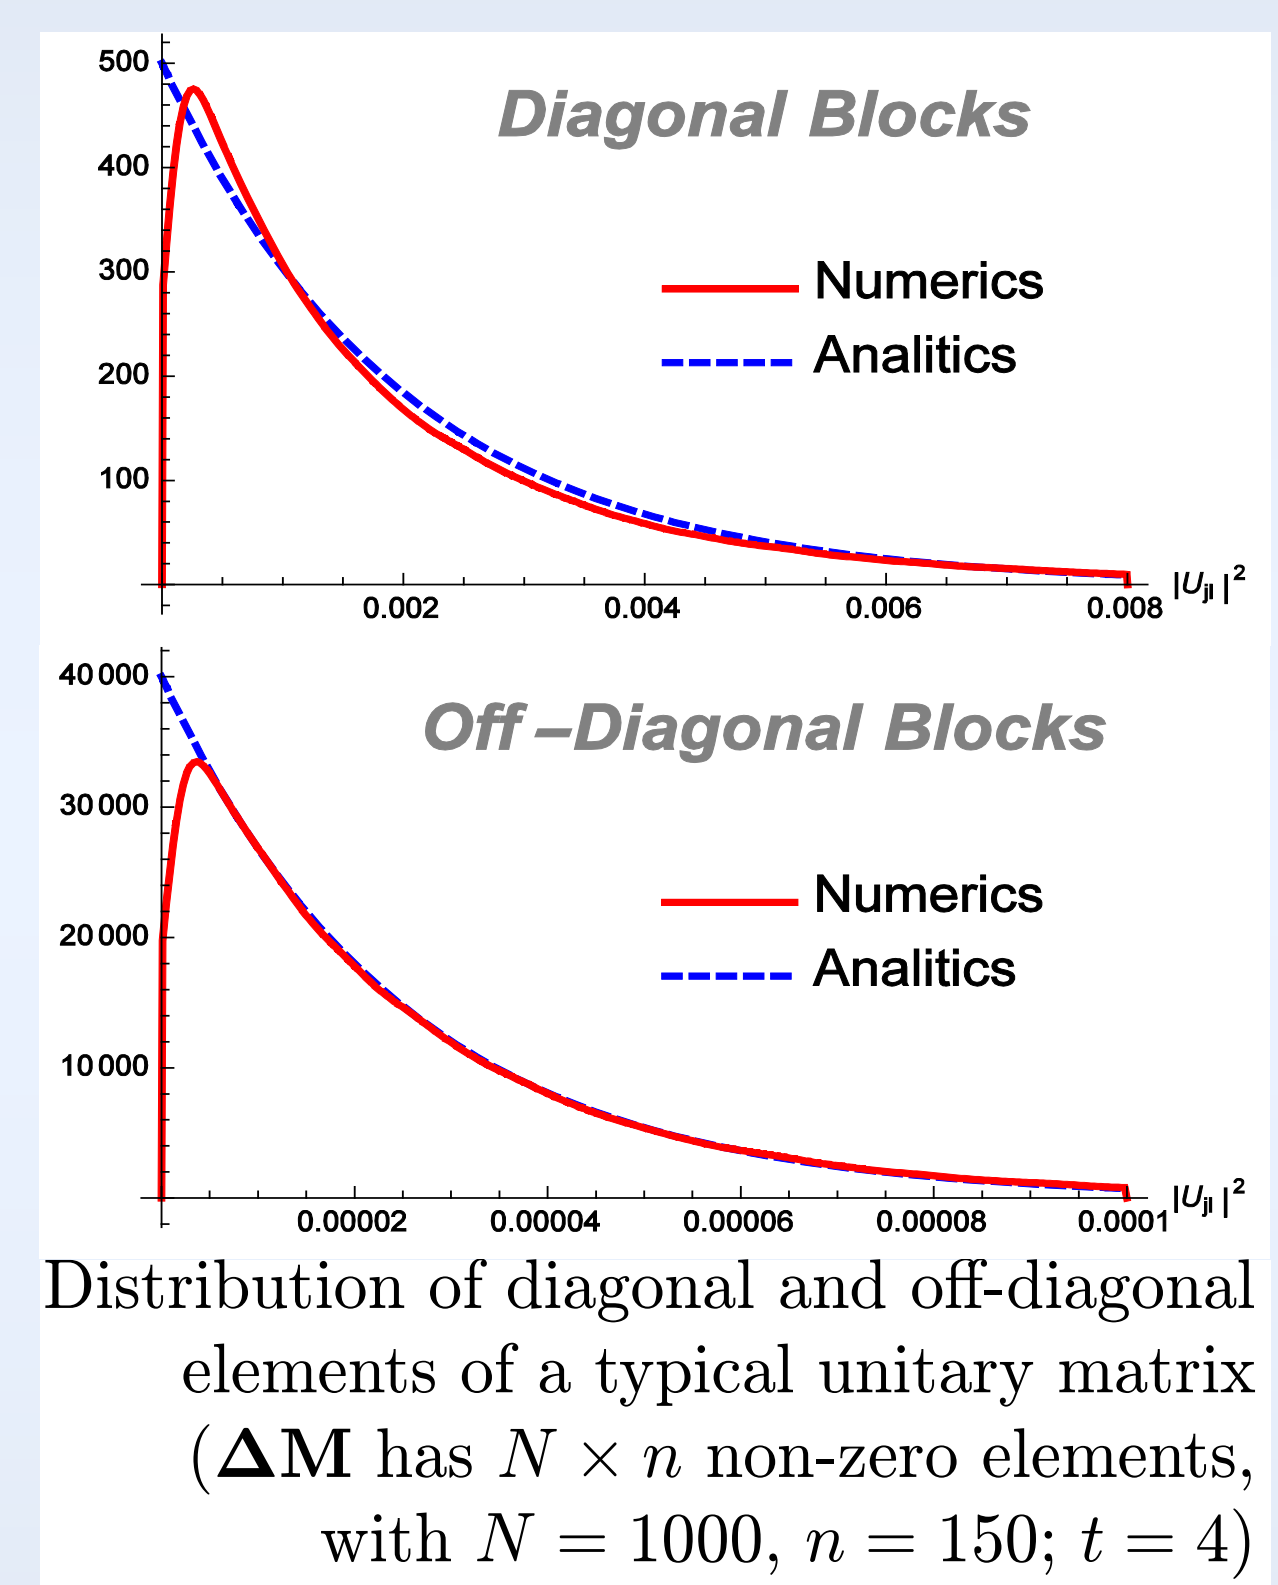 500
Diagonal Blocks
400
300
Numerics
Analitics
200
100
0.002 0.004 0.006 0.008 |U_jl|²
40 000
Off–Diagonal Blocks
30 000
Numerics
20 000
Analitics
10 000
0.00002 0.00004 0.00006 0.00008 0.0001 |U_jl|²
Distribution of diagonal and off-diagonal
elements of a typical unitary matrix
(ΔM has N × n non-zero elements,
with N = 1000, n = 150; t = 4)